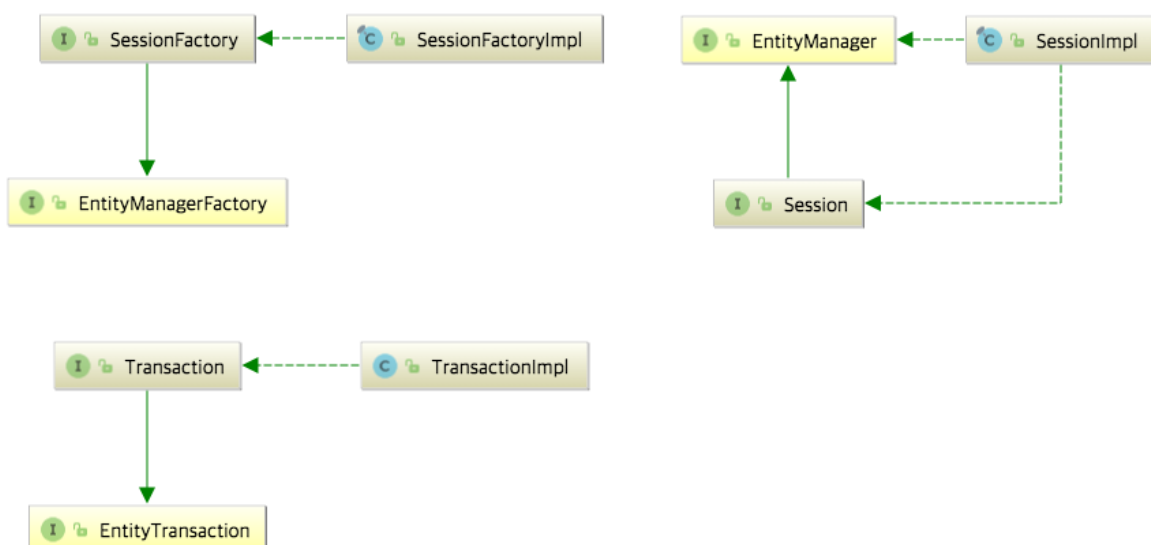 I SessionFactory
C SessionFactoryImpl
I EntityManager
C SessionImpl
I EntityManagerFactory
I Session
I Transaction
C TransactionImpl
I EntityTransaction